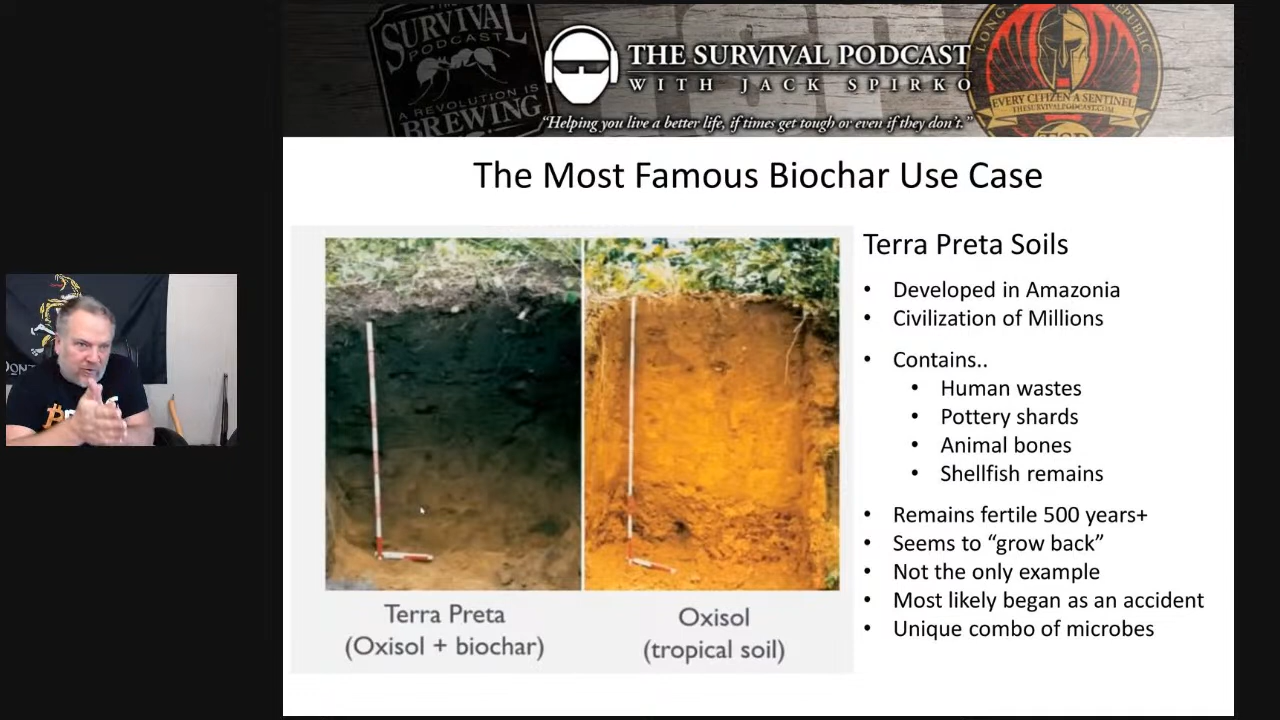 THE
SURVIVAL
PODCAST
A REVOLUTION IS
BREWING
THE SURVIVAL PODCAST
WITH JACK SPIRKO
"Helping you live a better life, if times get tough or even if they don't."
LONG REPUBLIC
EVERY CITIZEN A SENTINEL
THESURVIVALPODCAST.COM
TSP
The Most Famous Biochar Use Case
Terra Preta Soils
• Developed in Amazonia
• Civilization of Millions
• Contains..
• Human wastes
• Pottery shards
• Animal bones
• Shellfish remains
• Remains fertile 500 years+
• Seems to “grow back”
• Not the only example
• Most likely began as an accident
• Unique combo of microbes
Terra Preta
(Oxisol + biochar)
Oxisol
(tropical soil)